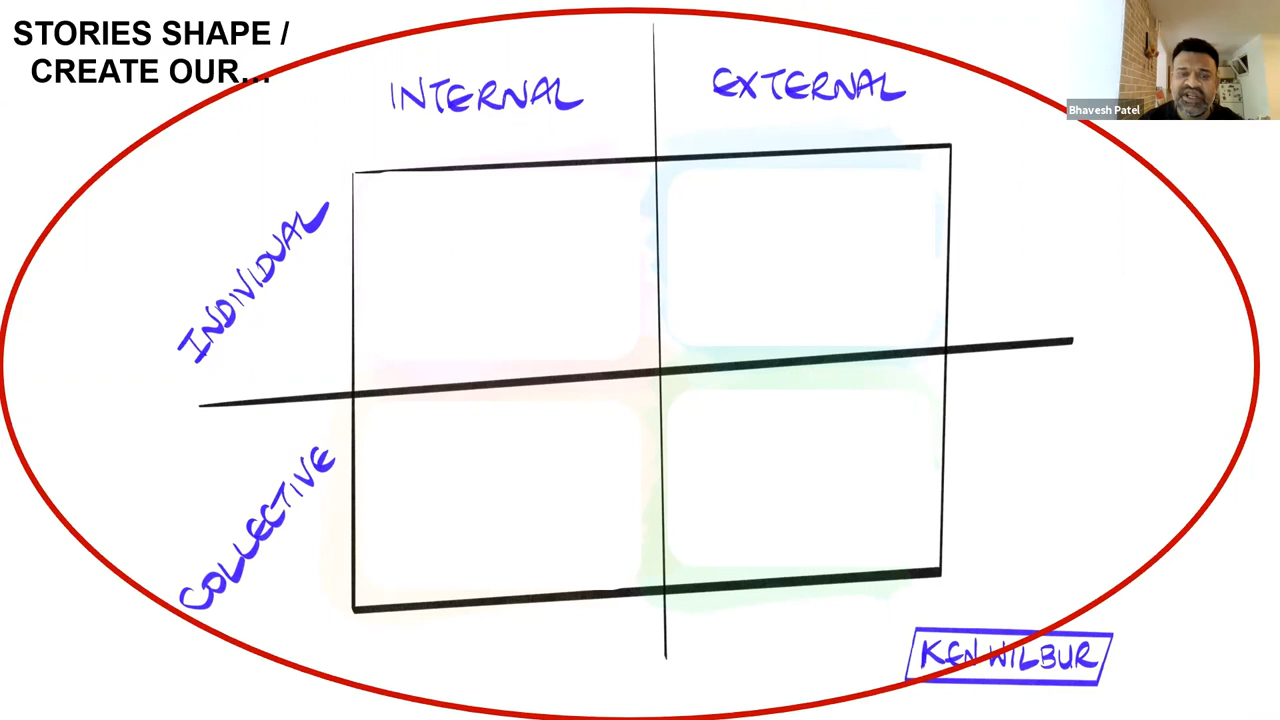 STORIES SHAPE /
CREATE OUR...
INTERNAL
EXTERNAL
Bhavesh Patel
INDIVIDUAL
COLLECTIVE
KEN WILBUR